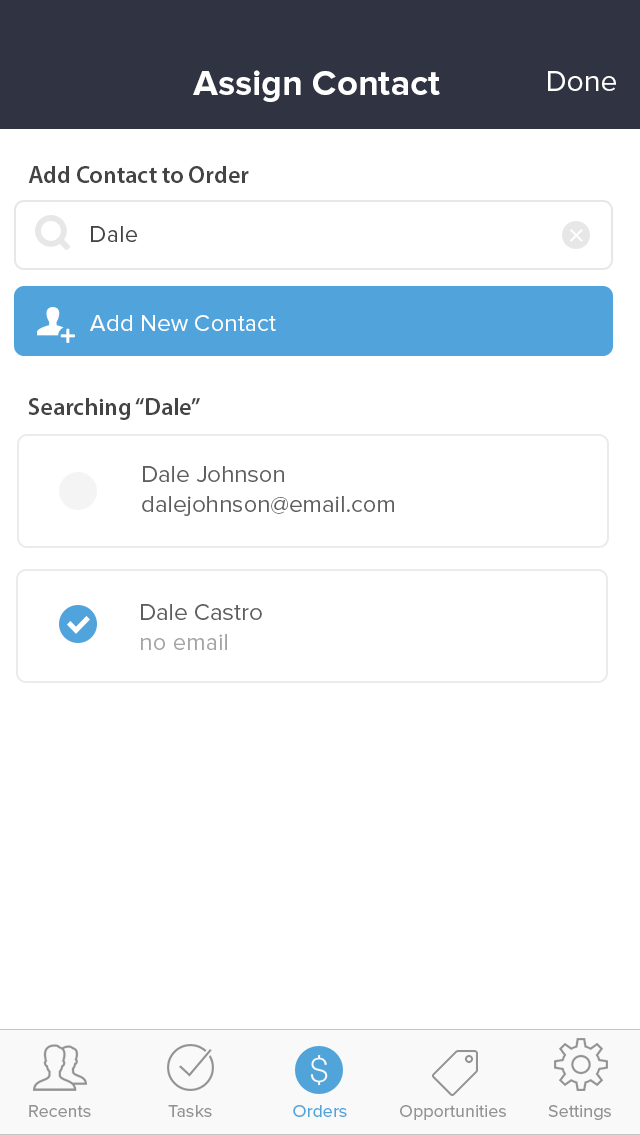 Assign Contact
Done
Add Contact to Order
Dale
Add New Contact
Searching “Dale”
Dale Johnson
dalejohnson@email.com
Dale Castro
no email
$
Recents
Tasks
Orders
Opportunities
Settings